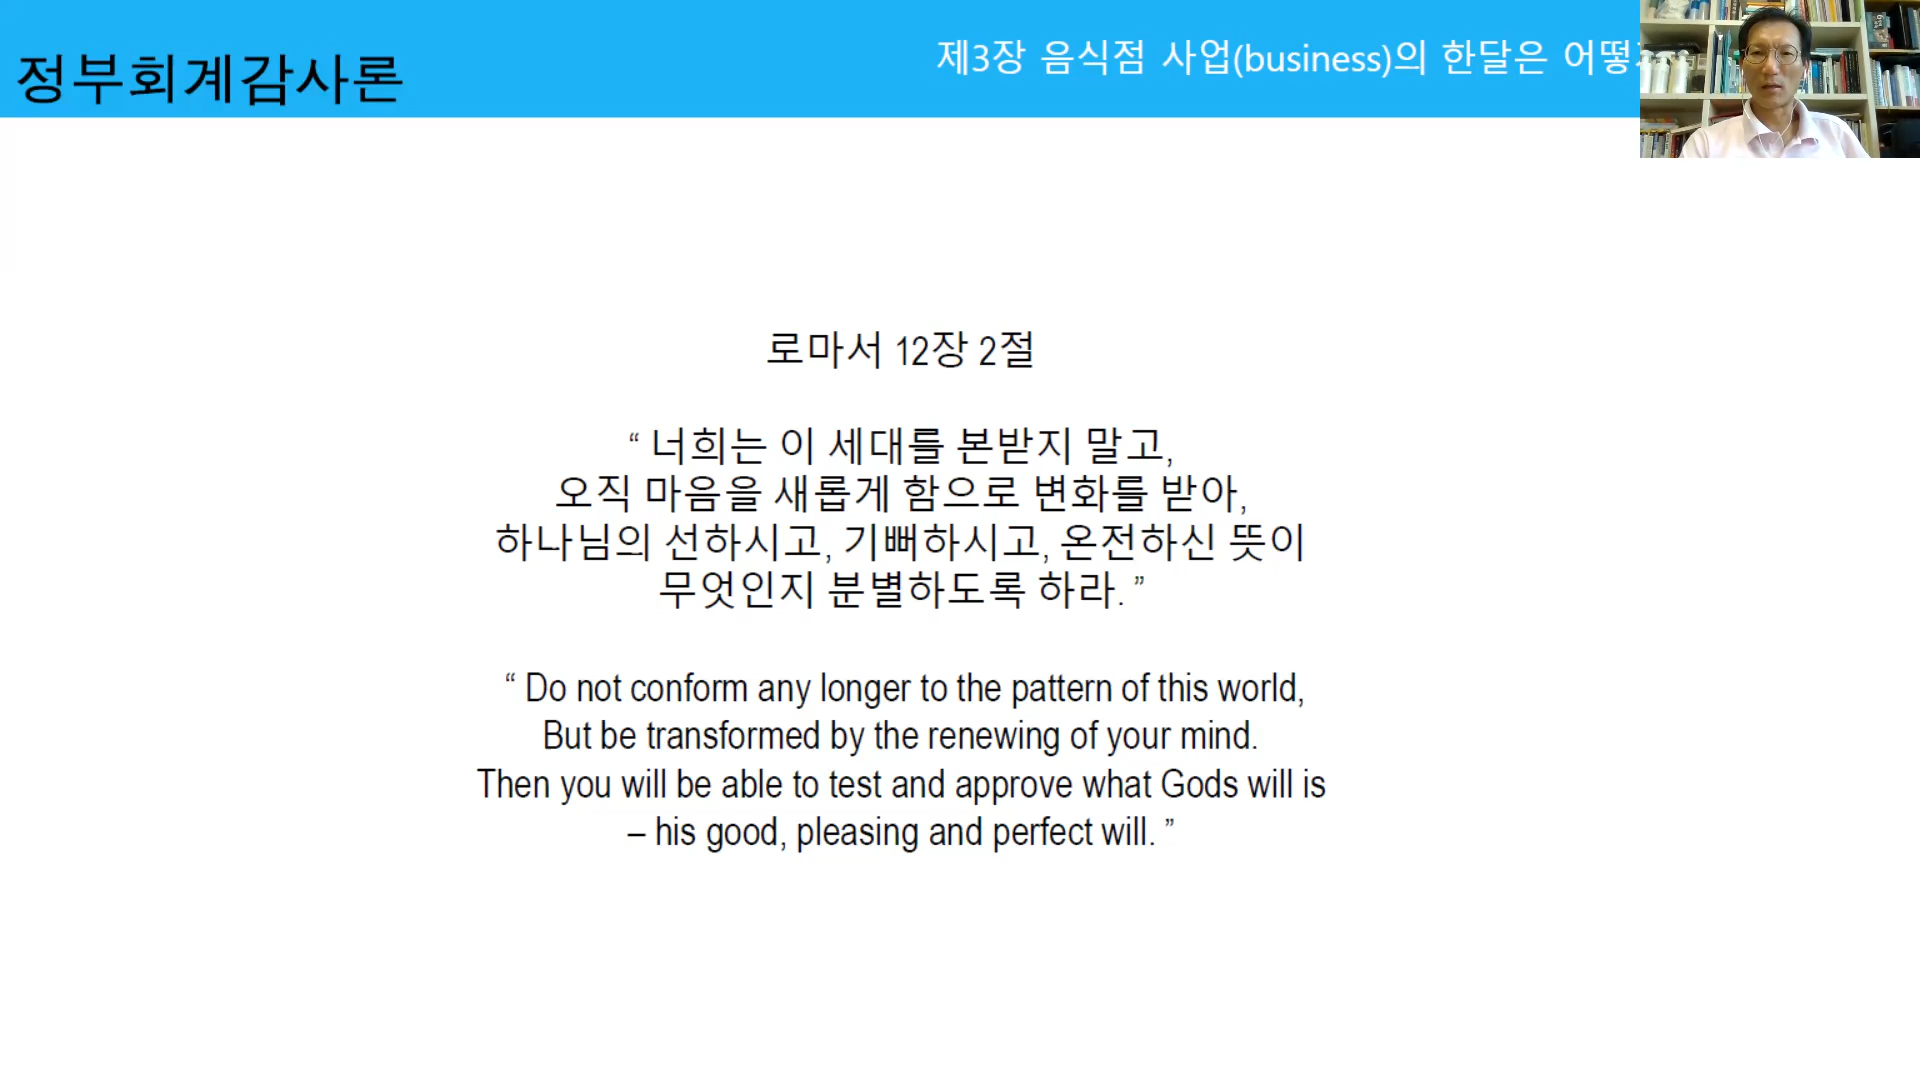 정부회계감사론
제3장 음식점 사업(business)의 한달은 어떻
로마서 12장 2절
“ 너희는 이 세대를 본받지 말고,
오직 마음을 새롭게 함으로 변화를 받아,
하나님의 선하시고, 기뻐하시고, 온전하신 뜻이
무엇인지 분별하도록 하라. ”
“ Do not conform any longer to the pattern of this world,
But be transformed by the renewing of your mind.
Then you will be able to test and approve what Gods will is
– his good, pleasing and perfect will. ”